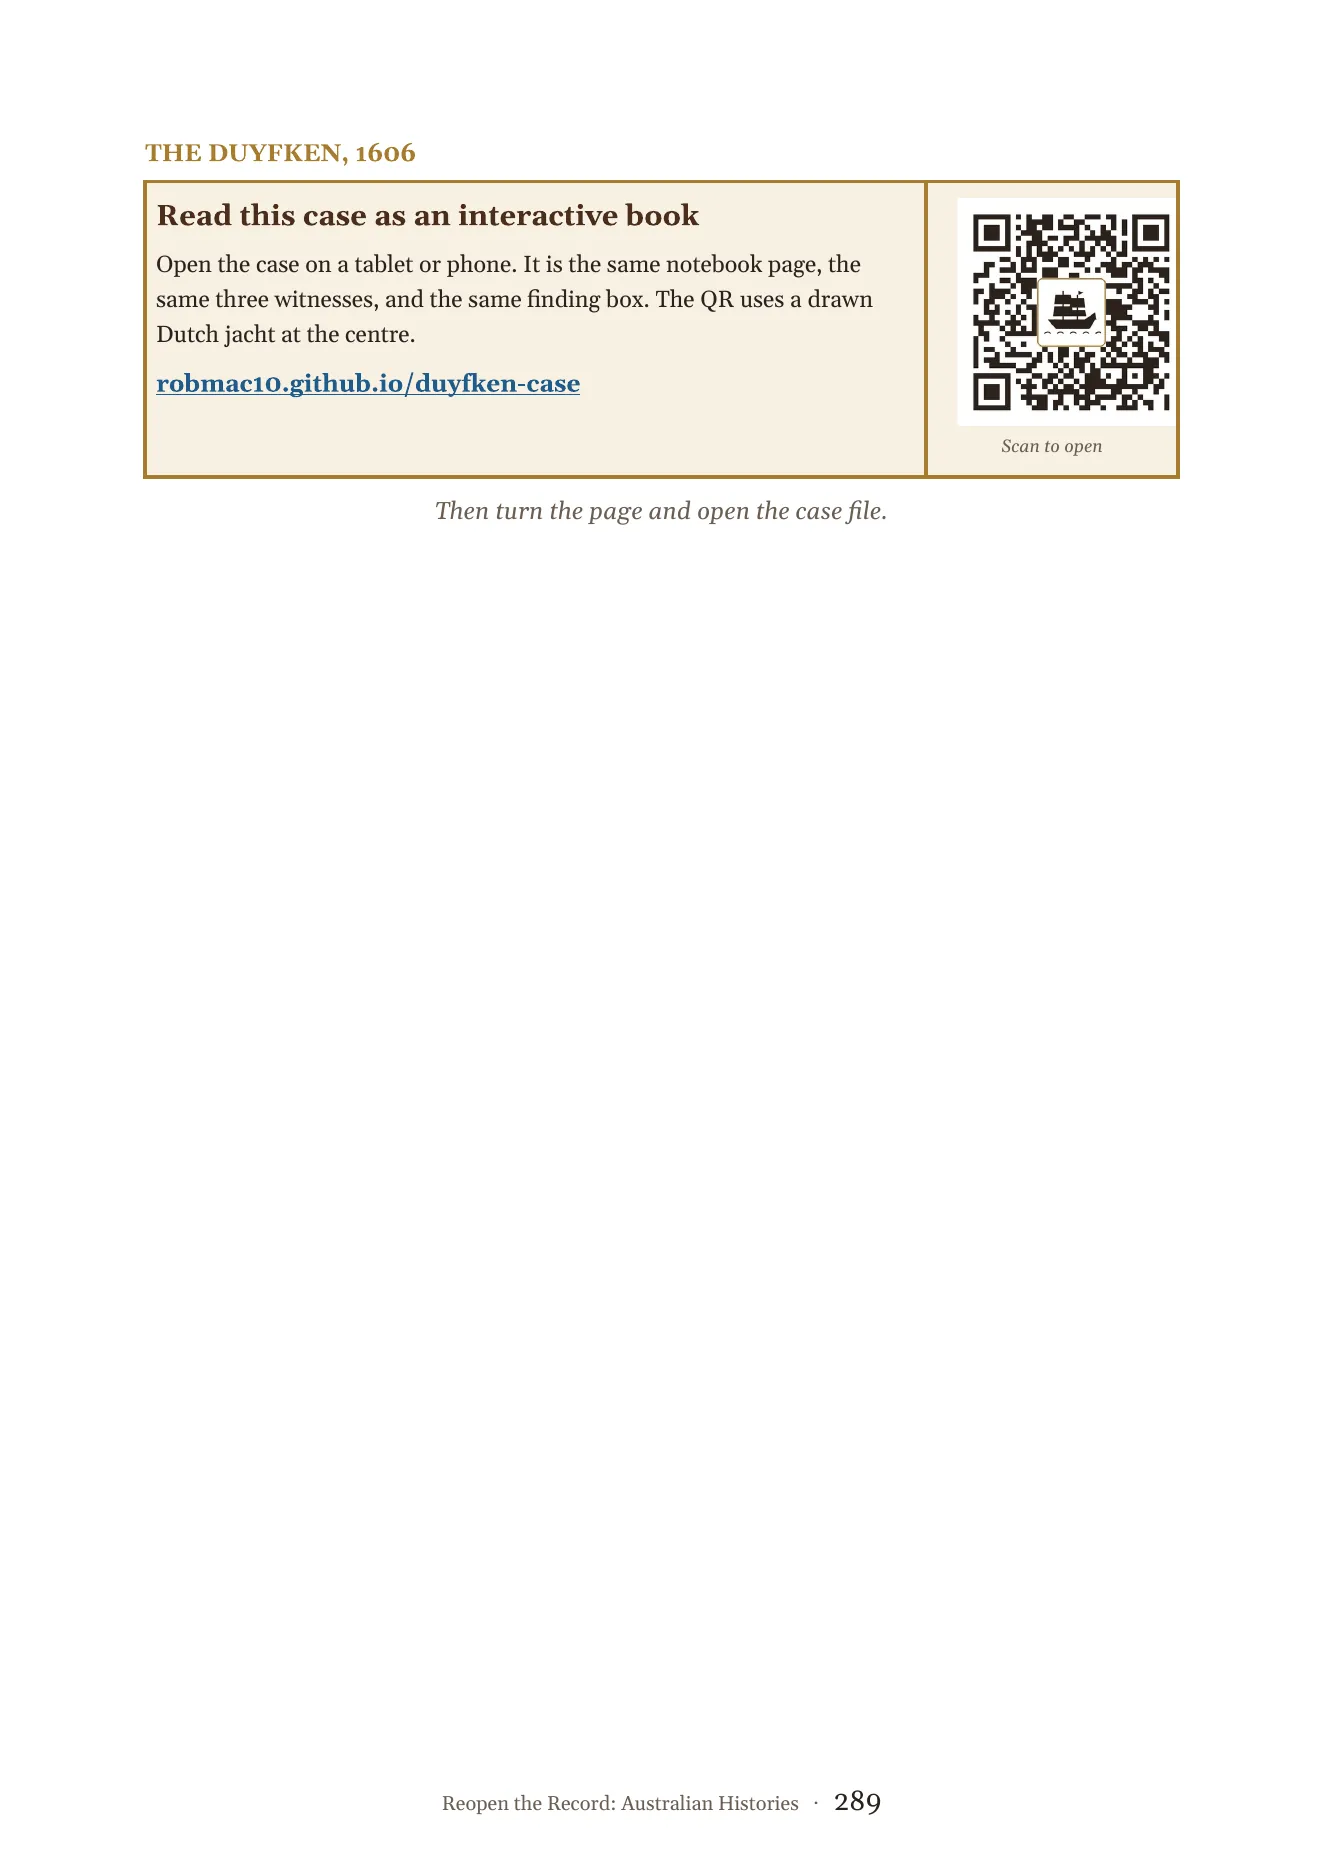 THE DUYFKEN, 1606
Read this case as an interactive book
Open the case on a tablet or phone. It is the same notebook page, the
same three witnesses, and the same finding box. The QR uses a drawn
Dutch jacht at the centre.
robmac10.github.io/duyfken-case
Scan to open
Then turn the page and open the case file.
Reopen the Record: Australian Histories · 289